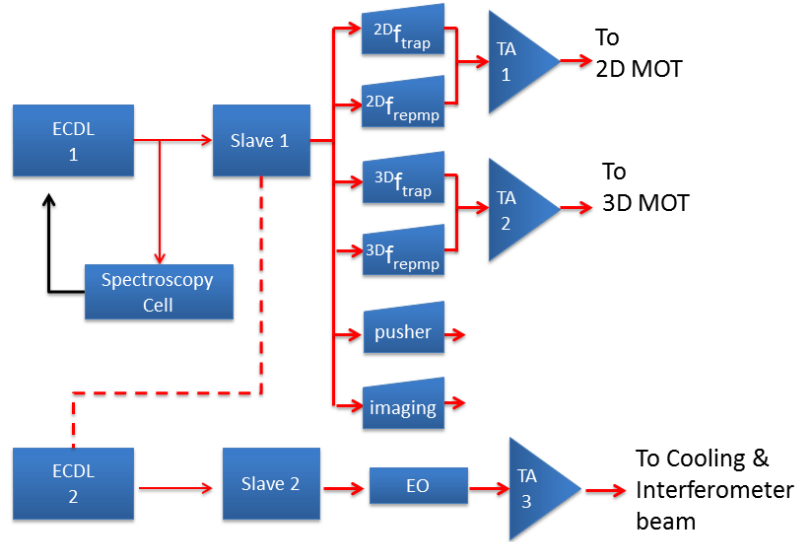 2Df trap
TA
1
To
2D MOT
2Df repmp
ECDL
1
Slave 1
3Df trap
TA
2
To
3D MOT
3Df repmp
Spectroscopy
Cell
pusher
imaging
ECDL
2
Slave 2
EO
TA
3
To Cooling &
Interferometer
beam